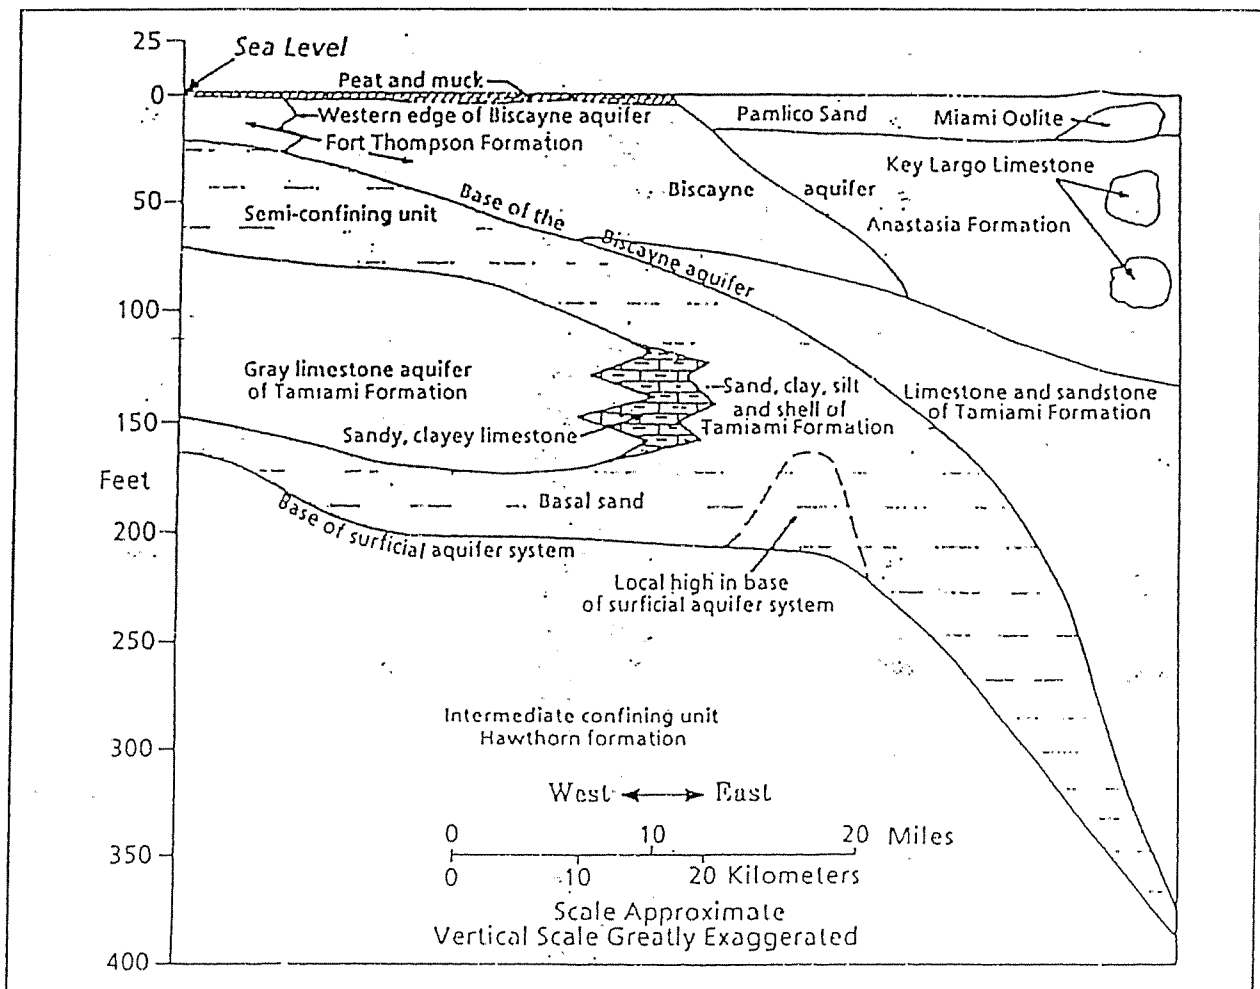 25
Sea Level
Peat and muck
0
Western edge of Biscayne aquifer
Pamlico Sand
Miami Oolite
Fort Thompson Formation
Key Largo Limestone
50
Biscayne aquifer
Semi-confining unit
Base of the Biscayne aquifer
Anastasia Formation
100
Gray limestone aquifer
of Tamiami Formation
Sand, clay, silt
and shell of
Tamiami Formation
Limestone and sandstone
of Tamiami Formation
150
Sandy, clayey limestone
Feet
Basal sand
200
Base of surficial aquifer system
Local high in base
of surficial aquifer system
250
Intermediate confining unit
Hawthorn formation
300
West East
0 10 20 Miles
350
0 10 20 Kilometers
Scale Approximate
Vertical Scale Greatly Exaggerated
400